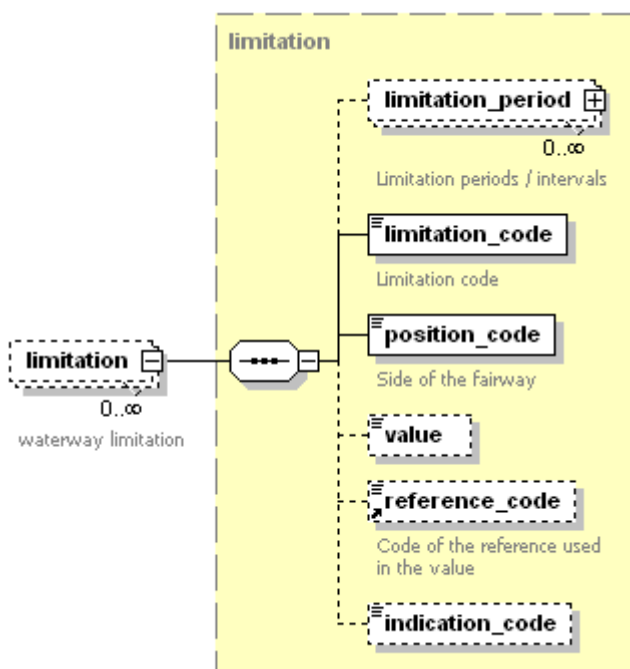 limitation
limitation_period
0..∞
Limitation periods / intervals
limitation_code
Limitation code
position_code
Side of the fairway
limitation
0..∞
waterway limitation
value
reference_code
Code of the reference used
in the value
indication_code